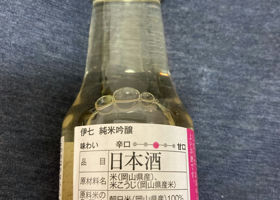 伊七 純米吟醸
味わい 辛口 甘口
品目 日本酒
原材料名 米(岡山県産)、
米こうじ(岡山県産米)
原料米の
朝日米(岡山県産)100%